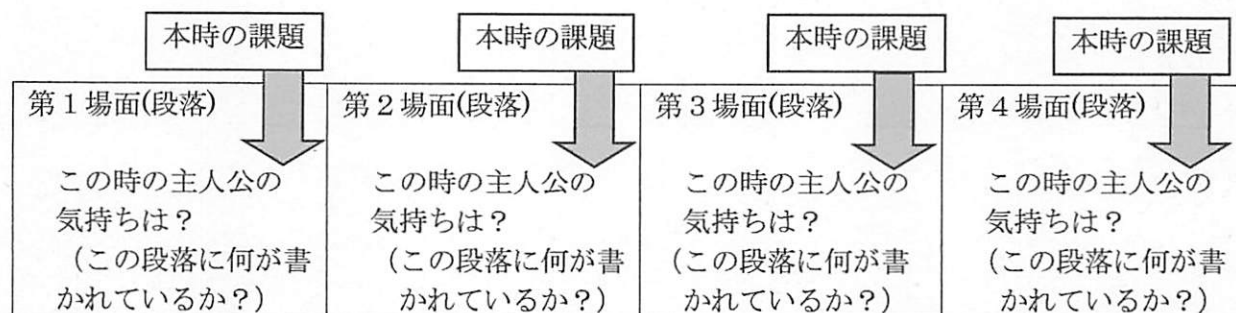 本時の課題
本時の課題
本時の課題
本時の課題
第1場面(段落)
この時の主人公の
気持ちは？
（この段落に何が書
かれているか？）
第2場面(段落)
この時の主人公の
気持ちは？
（この段落に何が書
かれているか？）
第3場面(段落)
この時の主人公の
気持ちは？
（この段落に何が書
かれているか？）
第4場面(段落)
この時の主人公の
気持ちは？
（この段落に何が書
かれているか？）